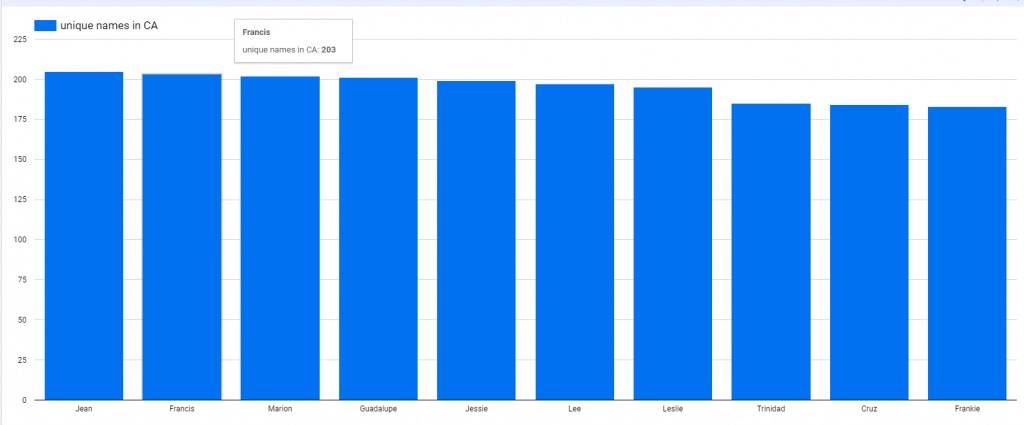 unique names in CA
Francis
unique names in CA: 203
225
200
175
150
125
100
75
50
25
0
Jean Francis Marion Guadalupe Jessie Lee Leslie Trinidad Cruz Frankie